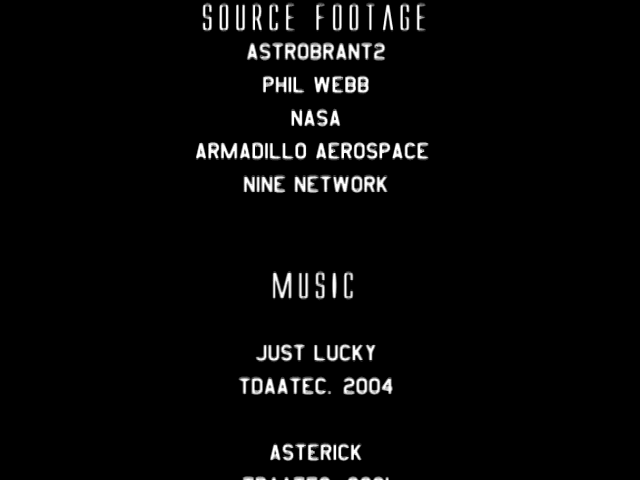 SOURCE FOOTAGE
ASTROBRANT2
PHIL WEBB
NASA
ARMADILLO AEROSPACE
NINE NETWORK
MUSIC
JUST LUCKY
TDAATEC. 2004
ASTERICK